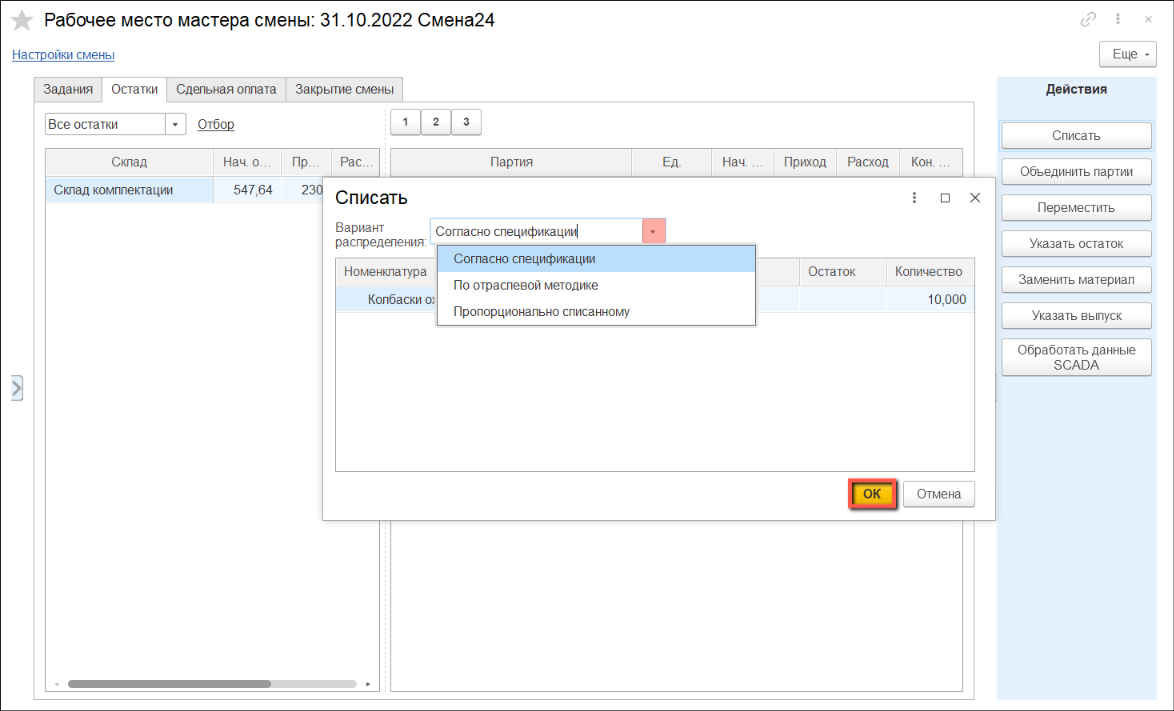 Рабочее место мастера смены: 31.10.2022 Смена24
Настройки смены
Еще
Задания
Остатки
Сдельная оплата
Закрытие смены
Все остатки
Отбор
1
2
3
Склад
Нач. о...
Пр...
Рас...
Склад комплектации
547,64
230
Партия
Ед.
Нач. ...
Приход
Расход
Кон. ...
Списать
Вариант
распределения:
Согласно спецификации
Согласно спецификации
По отраслевой методике
Пропорционально списанному
Номенклатура
Остаток
Количество
Колбаски ох
10,000
ОК
Отмена
Действия
Списать
Объединить партии
Переместить
Указать остаток
Заменить материал
Указать выпуск
Обработать данные
SCADA